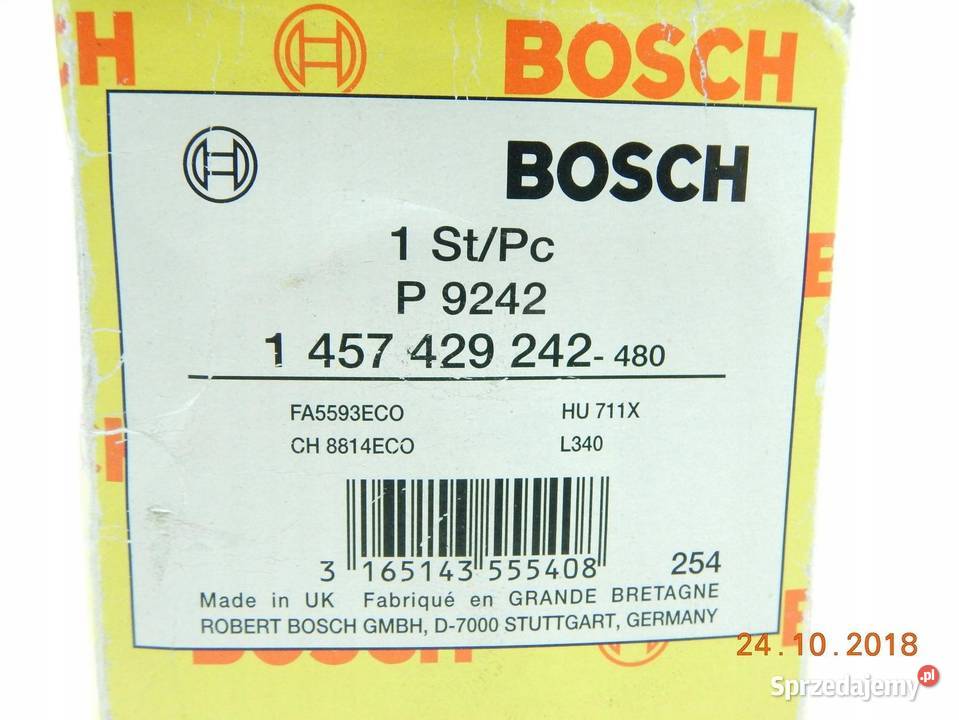 H BOSCH
BOSCH
1 St/Pc
P 9242
1 457 429 242- 480
FA5593ECO HU 711X
CH 8814ECO L340
3 165143 555408 254
Made in UK Fabriqué en GRANDE BRETAGNE
ROBERT BOSCH GMBH, D-7000 STUTTGART, GERMANY
BOSCH
24.10.2018
Sprzedajemy.pl